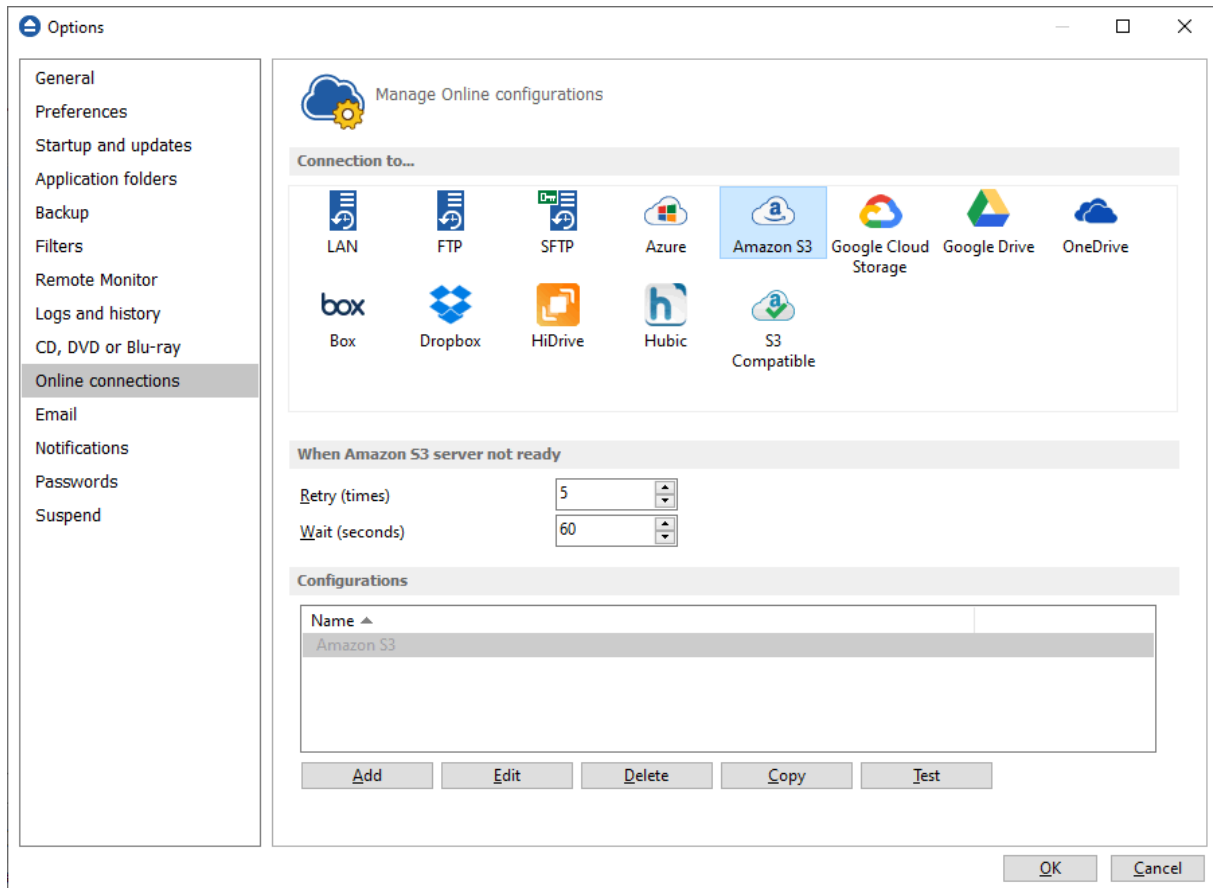 Options
General
Preferences
Startup and updates
Application folders
Backup
Filters
Remote Monitor
Logs and history
CD, DVD or Blu-ray
Online connections
Email
Notifications
Passwords
Suspend
Manage Online configurations
Connection to...
LAN
FTP
SFTP
Azure
Amazon S3
Google Cloud
Storage
Google Drive
OneDrive
box
Box
Dropbox
HiDrive
h
Hubic
a
S3
Compatible
When Amazon S3 server not ready
Retry (times)
5
Wait (seconds)
60
Configurations
Name
Amazon S3
Add
Edit
Delete
Copy
Test
OK
Cancel